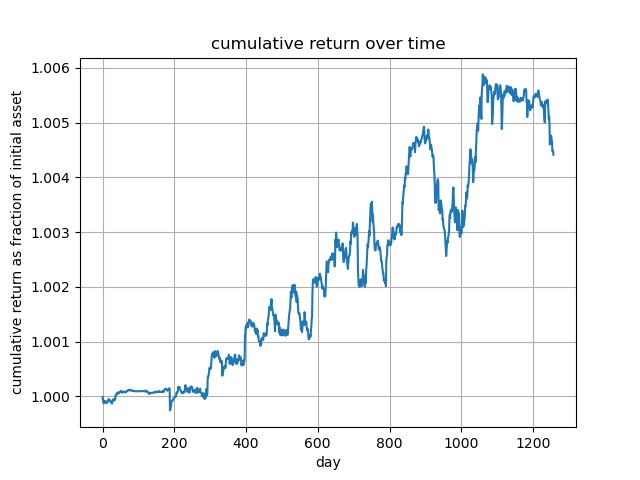 cumulative return over time
1.006
1.005
1.004
1.003
1.002
1.001
1.000
cumulative return as fraction of initial asset
0 200 400 600 800 1000 1200
day